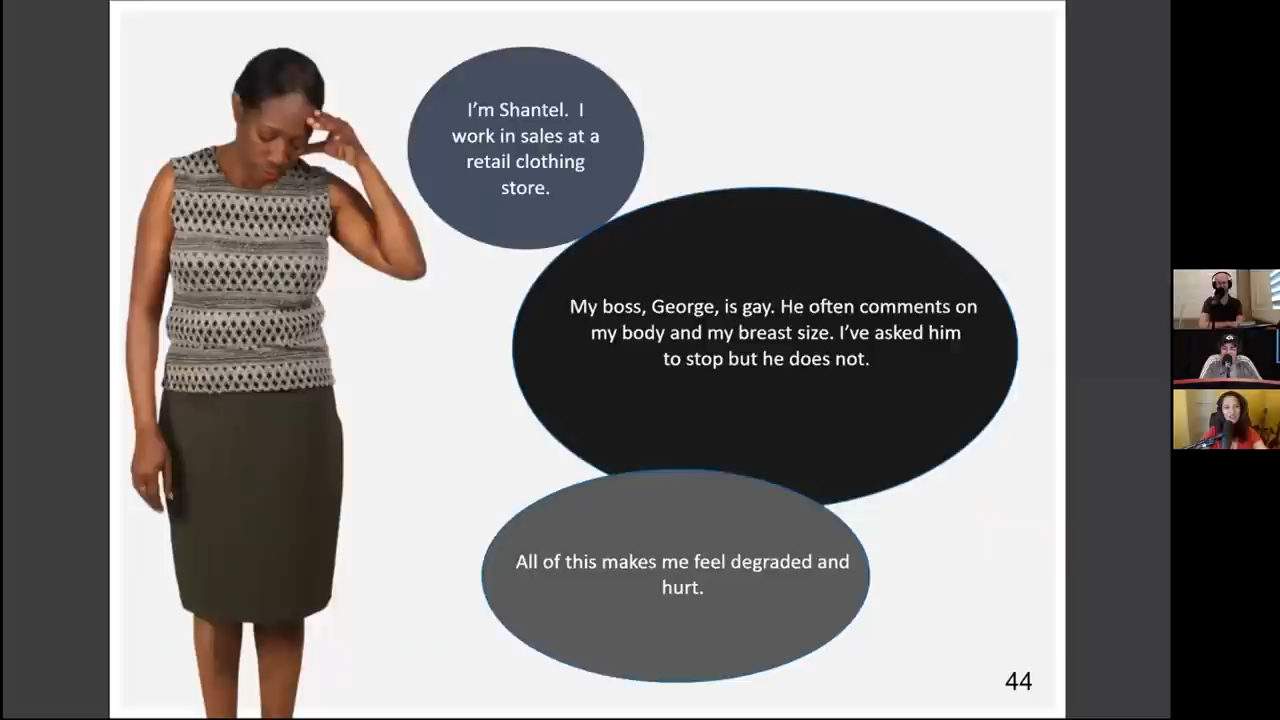 I'm Shantel.  I
work in sales at a
retail clothing
store.
My boss, George, is gay. He often comments on
my body and my breast size. I've asked him
to stop but he does not.
All of this makes me feel degraded and
hurt.
44